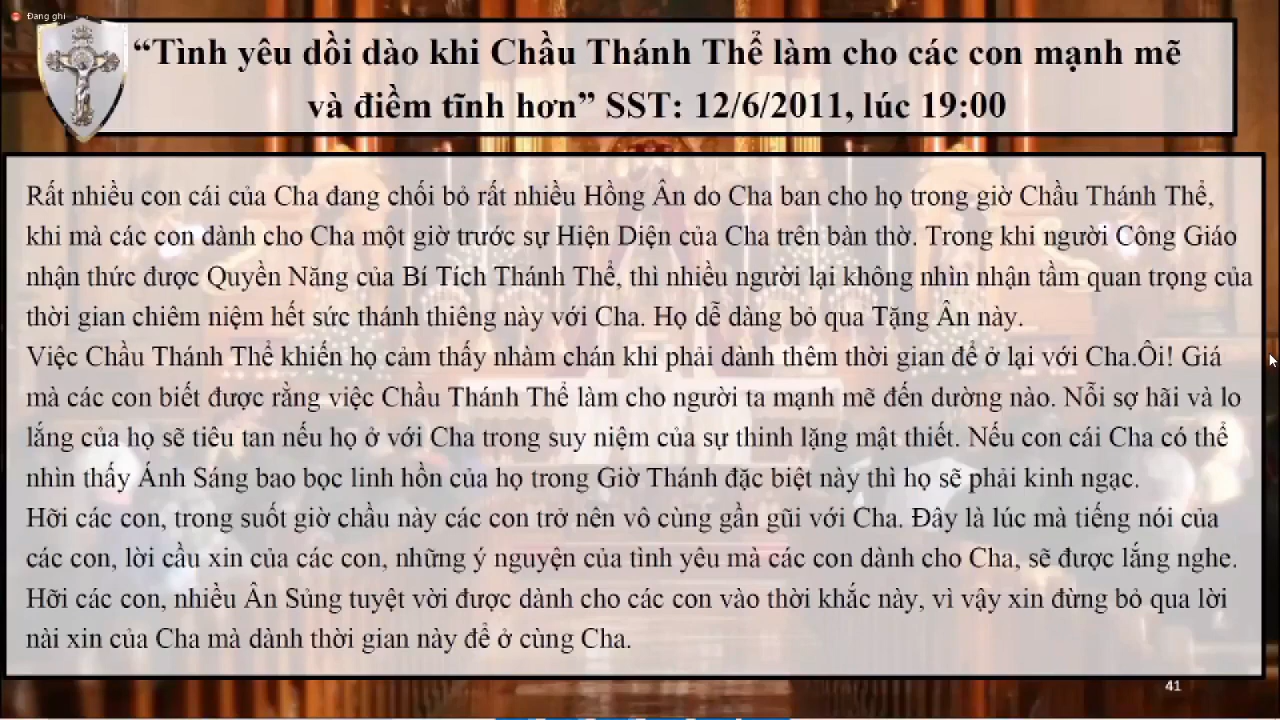 Đang ghi
“Tình yêu dồi dào khi Chầu Thánh Thể làm cho các con mạnh mẽ
và điềm tĩnh hơn” SST: 12/6/2011, lúc 19:00
Rất nhiều con cái của Cha đang chối bỏ rất nhiều Hồng Ân do Cha ban cho họ trong giờ Chầu Thánh Thể,
khi mà các con dành cho Cha một giờ trước sự Hiện Diện của Cha trên bàn thờ. Trong khi người Công Giáo
nhận thức được Quyền Năng của Bí Tích Thánh Thể, thì nhiều người lại không nhìn nhận tầm quan trọng của
thời gian chiêm niệm hết sức thánh thiêng này với Cha. Họ dễ dàng bỏ qua Tặng Ân này.
Việc Chầu Thánh Thể khiến họ cảm thấy nhàm chán khi phải dành thêm thời gian để ở lại với Cha.Ôi! Giá
mà các con biết được rằng việc Chầu Thánh Thể làm cho người ta mạnh mẽ đến dường nào. Nỗi sợ hãi và lo
lắng của họ sẽ tiêu tan nếu họ ở với Cha trong suy niệm của sự thinh lặng mật thiết. Nếu con cái Cha có thể
nhìn thấy Ánh Sáng bao bọc linh hồn của họ trong Giờ Thánh đặc biệt này thì họ sẽ phải kinh ngạc.
Hỡi các con, trong suốt giờ chầu này các con trở nên vô cùng gần gũi với Cha. Đây là lúc mà tiếng nói của
các con, lời cầu xin của các con, những ý nguyện của tình yêu mà các con dành cho Cha, sẽ được lắng nghe.
Hỡi các con, nhiều Ân Sủng tuyệt vời được dành cho các con vào thời khắc này, vì vậy xin đừng bỏ qua lời
nài xin của Cha mà dành thời gian này để ở cùng Cha.
41